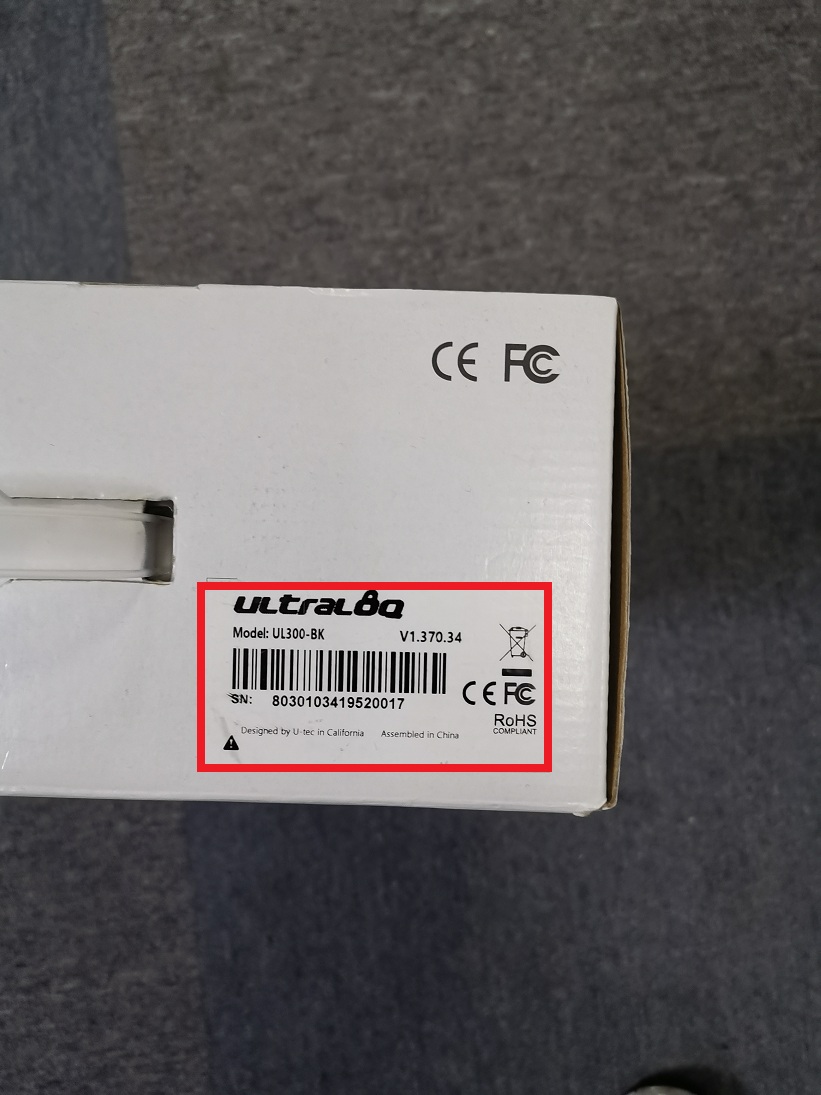 CE FC
ultraloq
Model: UL300-BK V1.370.34
SN: 8030103419520017
CE FC
RoHS
COMPLIANT
Designed by U-tec in California Assembled in China